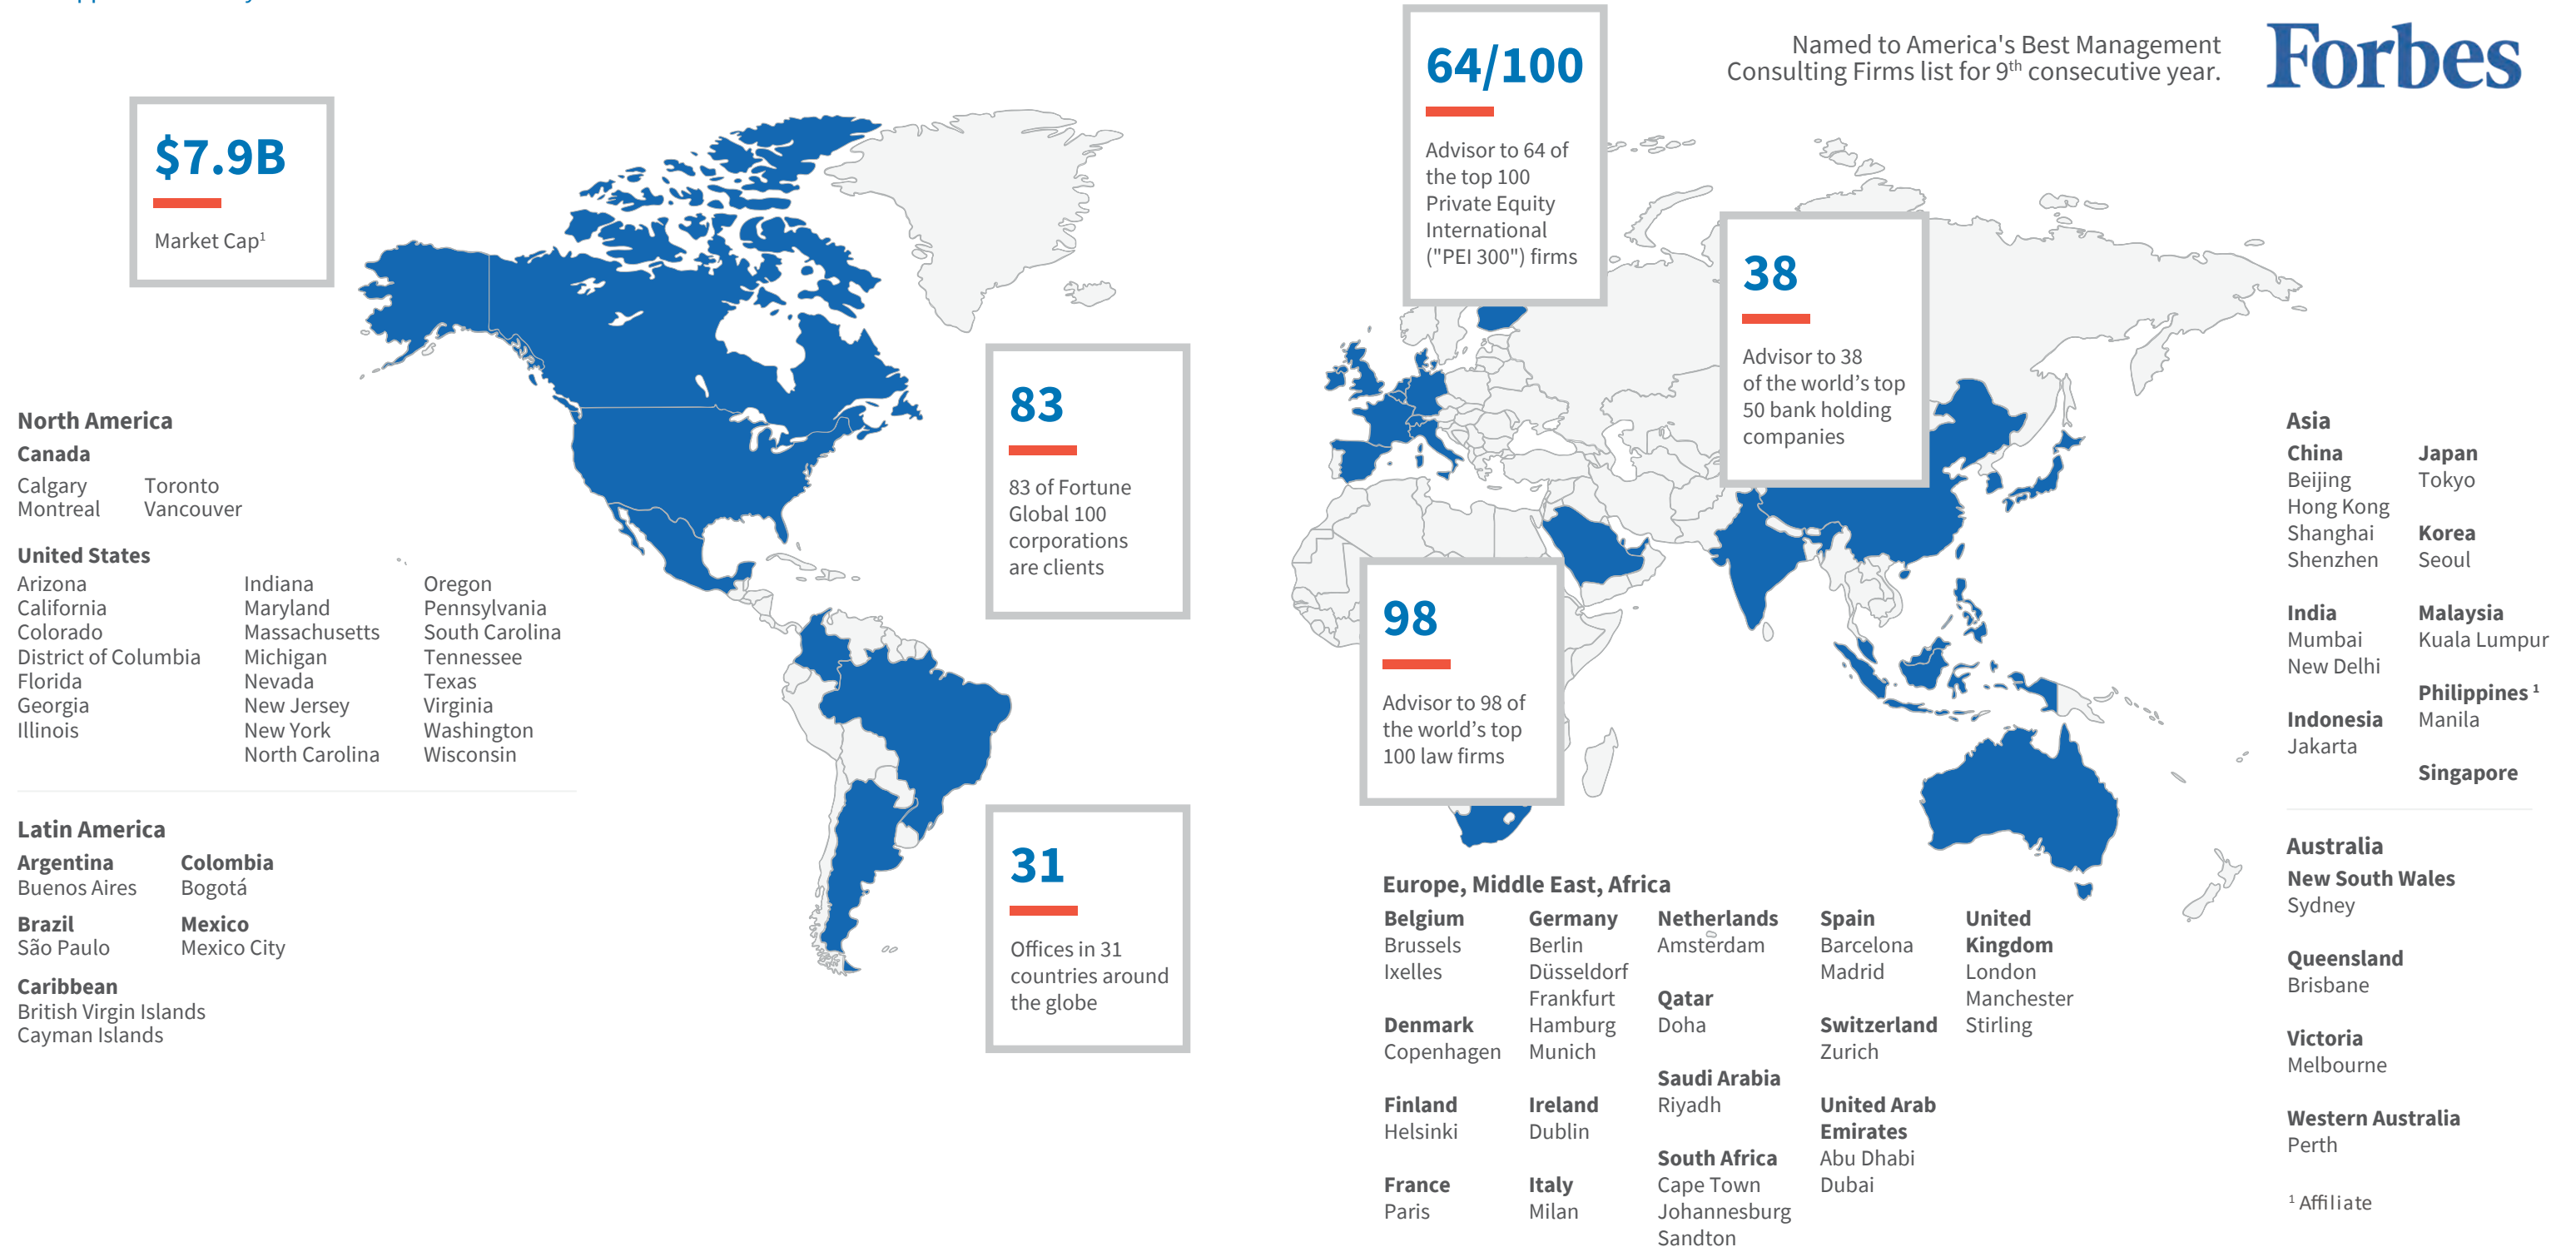 Named to America's Best Management
Consulting Firms list for 9th consecutive year.
Forbes
$7.9B
Market Cap1
64/100
Advisor to 64 of
the top 100
Private Equity
International
("PEI 300") firms
38
Advisor to 38
of the world's top
50 bank holding
companies
83
83 of Fortune
Global 100
corporations
are clients
98
Advisor to 98 of
the world's top
100 law firms
31
Offices in 31
countries around
the globe
North America
Canada
Calgary Toronto
Montreal Vancouver
United States
Arizona Indiana Oregon
California Maryland Pennsylvania
Colorado Massachusetts South Carolina
District of Columbia Michigan Tennessee
Florida Nevada Texas
Georgia New Jersey Virginia
Illinois New York Washington
North Carolina Wisconsin
Latin America
Argentina Colombia
Buenos Aires Bogotá
Brazil Mexico
São Paulo Mexico City
Caribbean
British Virgin Islands
Cayman Islands
Europe, Middle East, Africa
Belgium
Brussels
Ixelles
Denmark
Copenhagen
Finland
Helsinki
France
Paris
Germany
Berlin
Düsseldorf
Frankfurt
Hamburg
Munich
Ireland
Dublin
Italy
Milan
Netherlands
Amsterdam
Qatar
Doha
Saudi Arabia
Riyadh
South Africa
Cape Town
Johannesburg
Sandton
Spain
Barcelona
Madrid
Switzerland
Zurich
United Arab
Emirates
Abu Dhabi
Dubai
United
Kingdom
London
Manchester
Stirling
Asia
China
Beijing
Hong Kong
Shanghai
Shenzhen
India
Mumbai
New Delhi
Indonesia
Jakarta
Japan
Tokyo
Korea
Seoul
Malaysia
Kuala Lumpur
Philippines 1
Manila
Singapore
Australia
New South Wales
Sydney
Queensland
Brisbane
Victoria
Melbourne
Western Australia
Perth
1 Affiliate